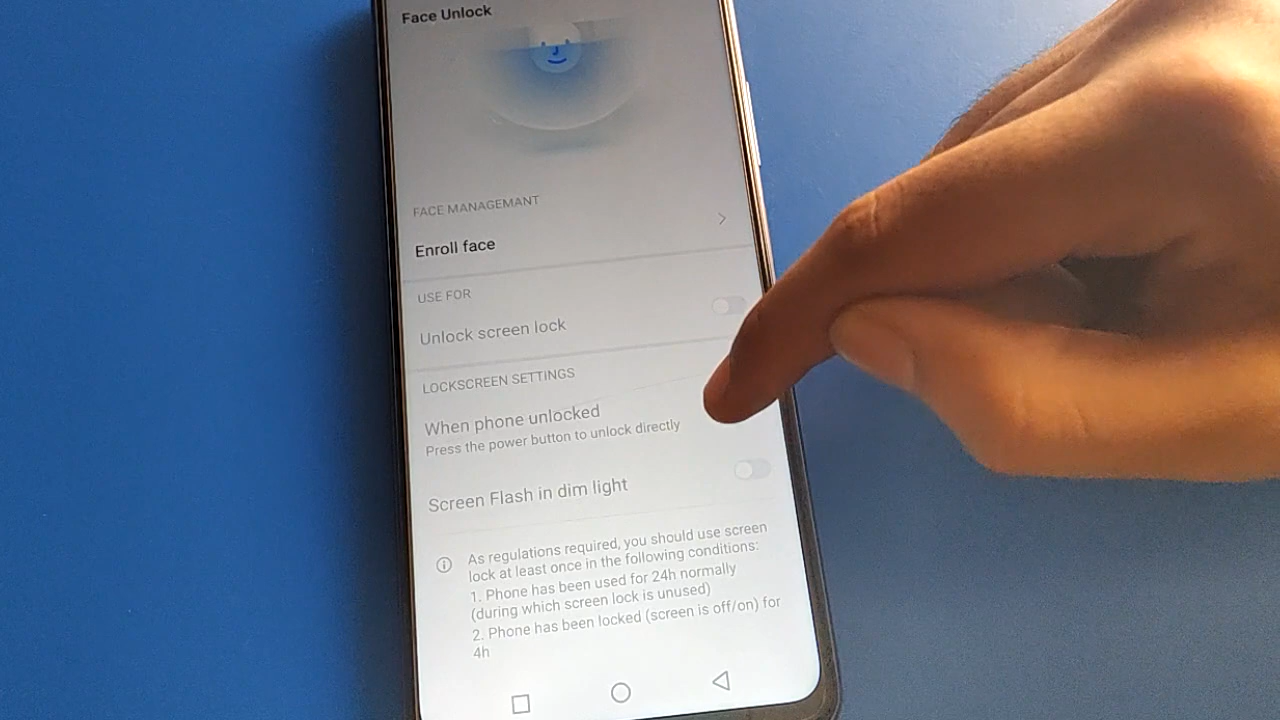 Face Unlock
FACE MANAGEMANT
Enroll face
USE FOR
Unlock screen lock
LOCKSCREEN SETTINGS
When phone unlocked
Press the power button to unlock directly
Screen Flash in dim light
As regulations required, you should use screen
lock at least once in the following conditions:
1. Phone has been used for 24h normally
(during which screen lock is unused)
2. Phone has been locked (screen is off/on) for
4h